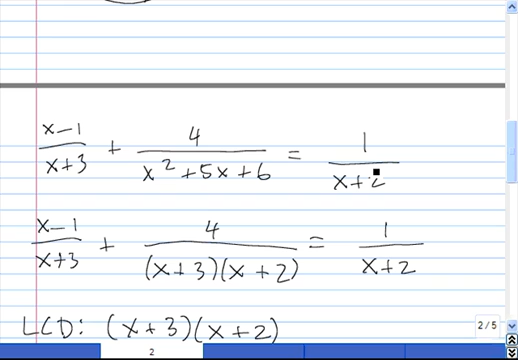 x-1/x+3 + 4/x²+5x+6 = 1/x+2
x-1/x+3 + 4/(x+3)(x+2) = 1/x+2
LCD: (x+3)(x+2)
2/5
2